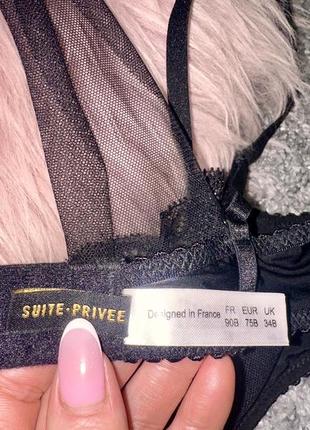 SUITE·PRIVEE
Designed in France
FR EUR UK
90B 75B 34B